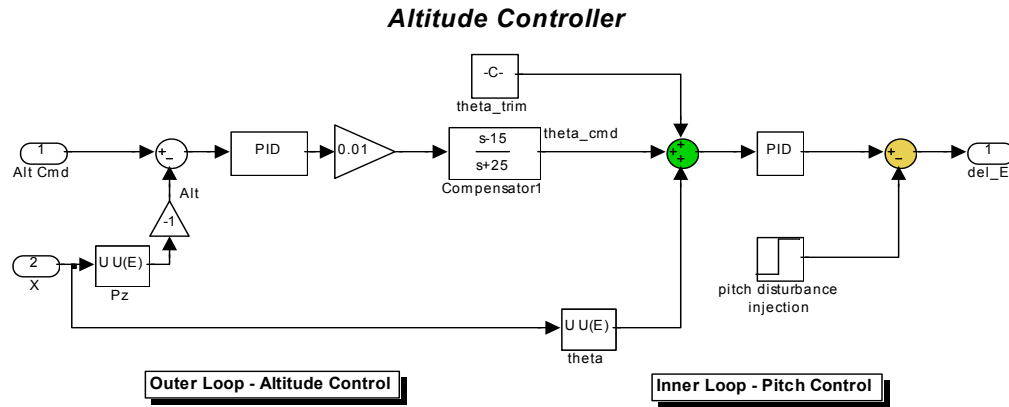 Altitude Controller
-C-
theta_trim
1
Alt Cmd
+
−
PID
0.01
s-15
s+25
Compensator1
theta_cmd
+
+
+
PID
+
−
1
del_E
Alt
-1
2
X
U U(E)
Pz
pitch disturbance
injection
U U(E)
theta
Outer Loop - Altitude Control
Inner Loop - Pitch Control